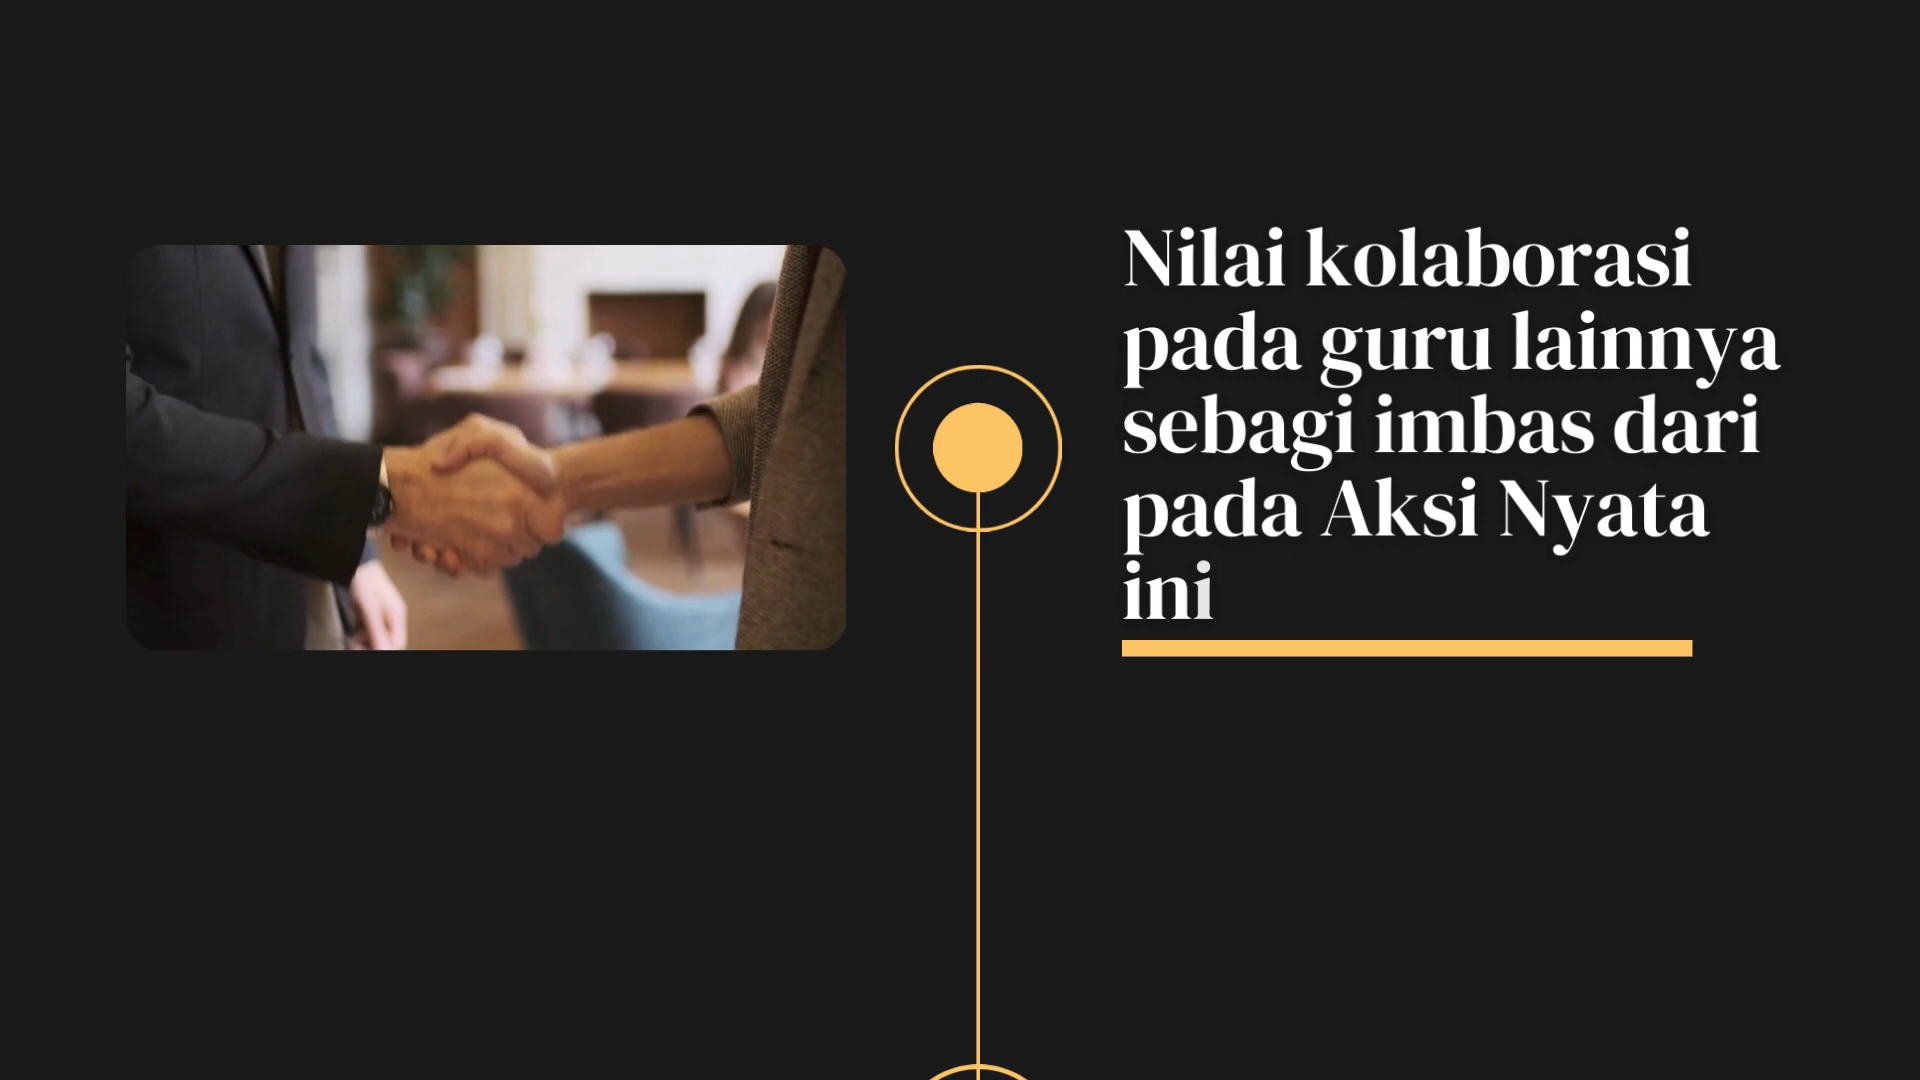 Nilai kolaborasi
pada guru lainnya
sebagi imbas dari
pada Aksi Nyata
ini